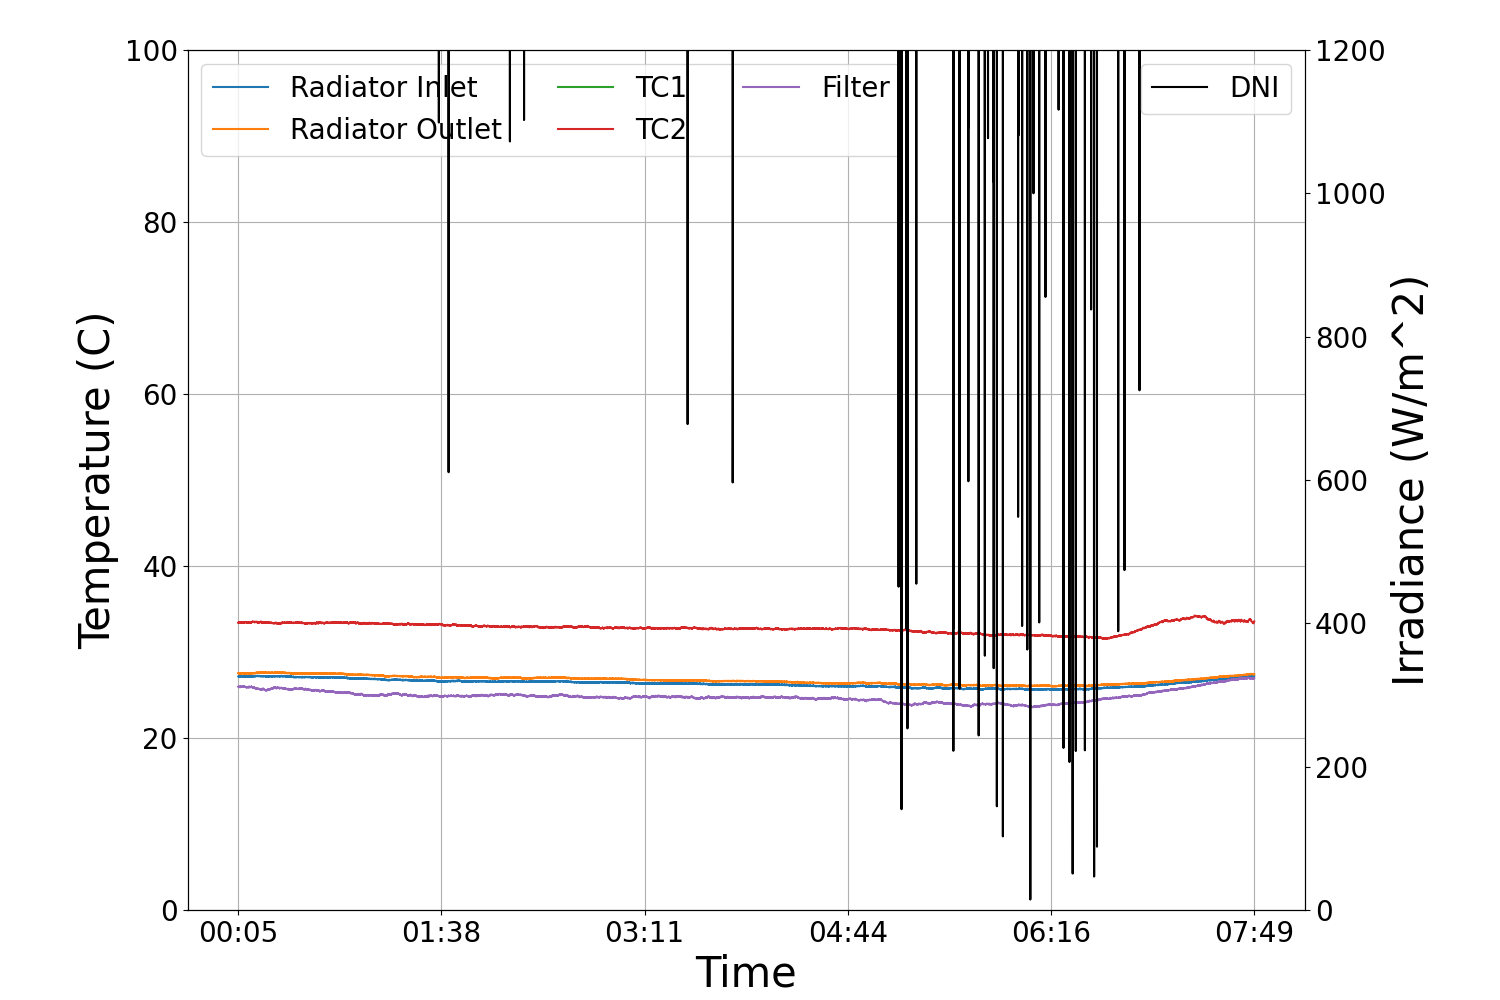 100
80
60
40
20
0
Temperature (C)
Radiator Inlet
Radiator Outlet
TC1
TC2
Filter
DNI
1200
1000
800
600
400
200
0
Irradiance (W/m^2)
00:05 01:38 03:11 04:44 06:16 07:49
Time